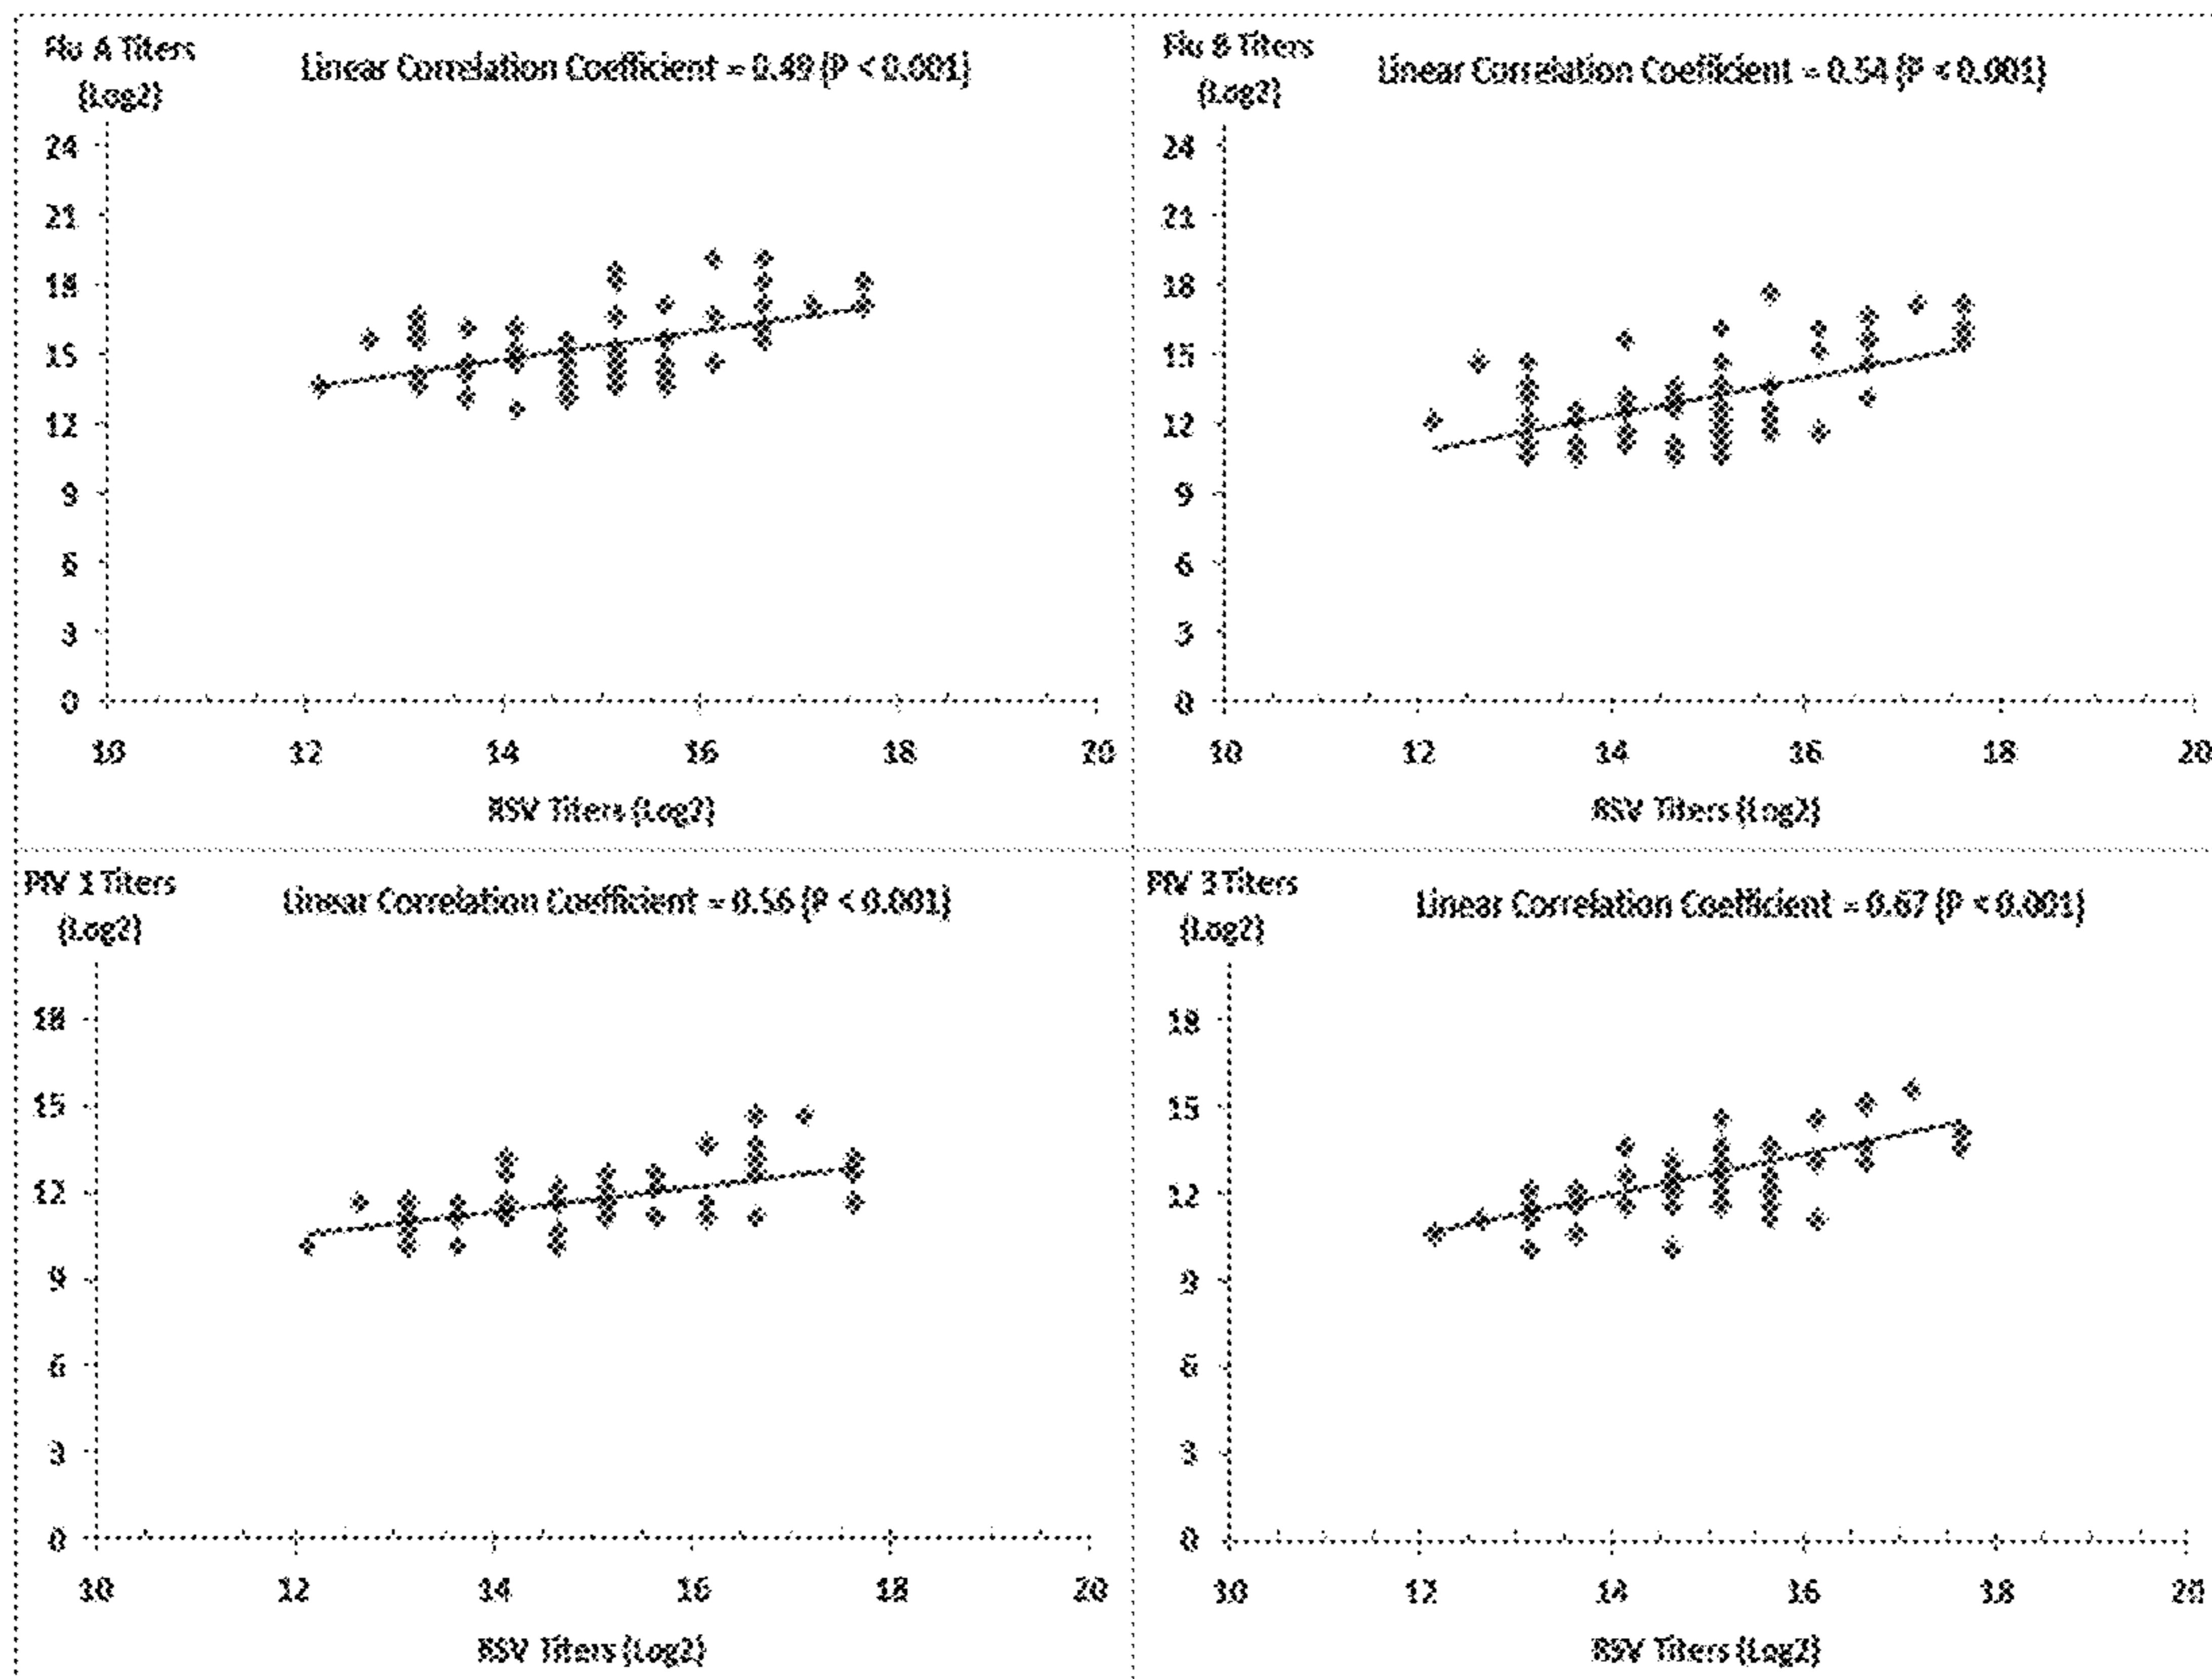 Flu A Titers
(Log2)
Linear Correlation Coefficient = 0.49 (P < 0.001)
24
21
18
15
12
9
6
3
0
10 12 14 16 18 20
RSV Titers (Log2)
Flu B Titers
(Log2)
Linear Correlation Coefficient = 0.54 (P < 0.001)
24
21
18
15
12
9
6
3
0
10 12 14 16 18 20
RSV Titers (Log2)
PIV 1 Titers
(Log2)
Linear Correlation Coefficient = 0.56 (P < 0.001)
18
15
12
9
6
3
0
10 12 14 16 18 20
RSV Titers (Log2)
PIV 3 Titers
(Log2)
Linear Correlation Coefficient = 0.67 (P < 0.001)
18
15
12
9
6
3
0
10 12 14 16 18 20
RSV Titers (Log2)